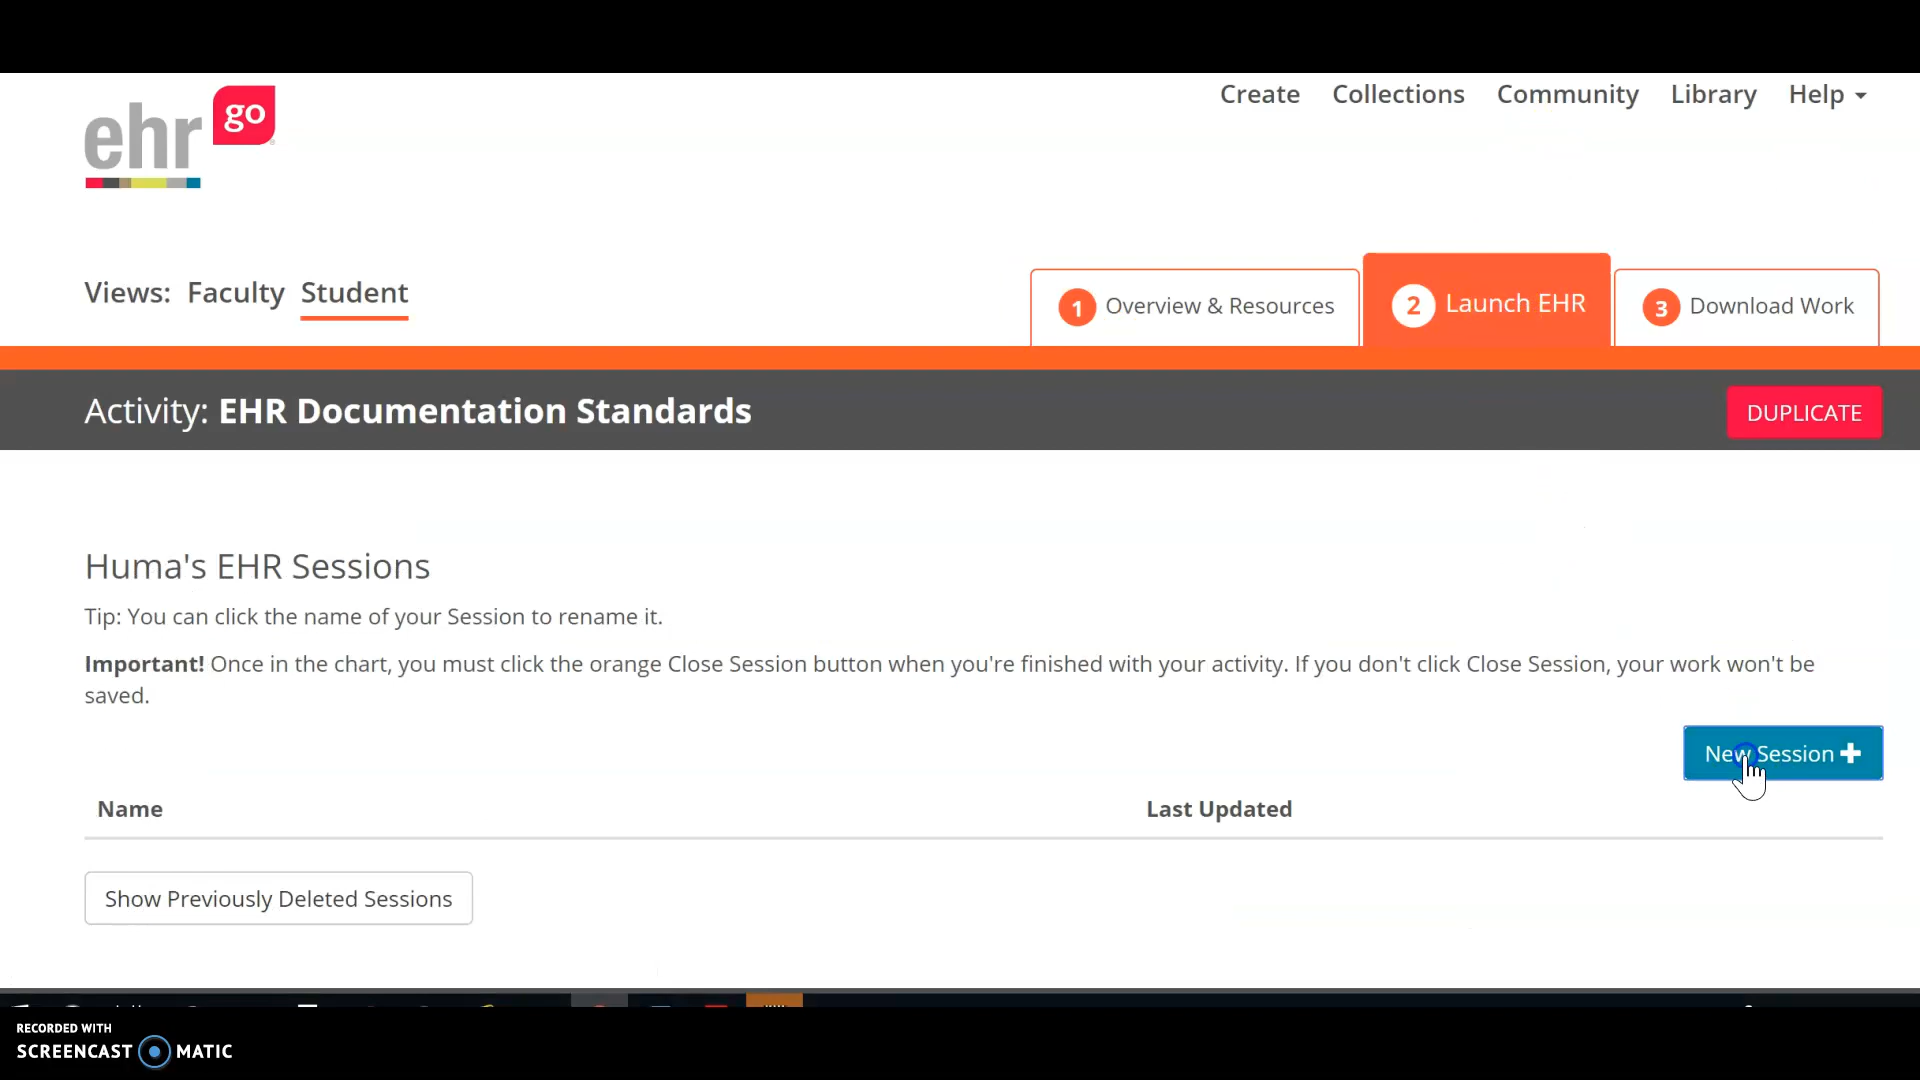 ehr go
Create Collections Community Library Help
Views: Faculty Student
1 Overview & Resources
2 Launch EHR
3 Download Work
Activity: EHR Documentation Standards
DUPLICATE
Huma's EHR Sessions
Tip: You can click the name of your Session to rename it.
Important! Once in the chart, you must click the orange Close Session button when you're finished with your activity. If you don't click Close Session, your work won't be
saved.
New Session
Name Last Updated
Show Previously Deleted Sessions
RECORDED WITH
SCREENCAST MATIC